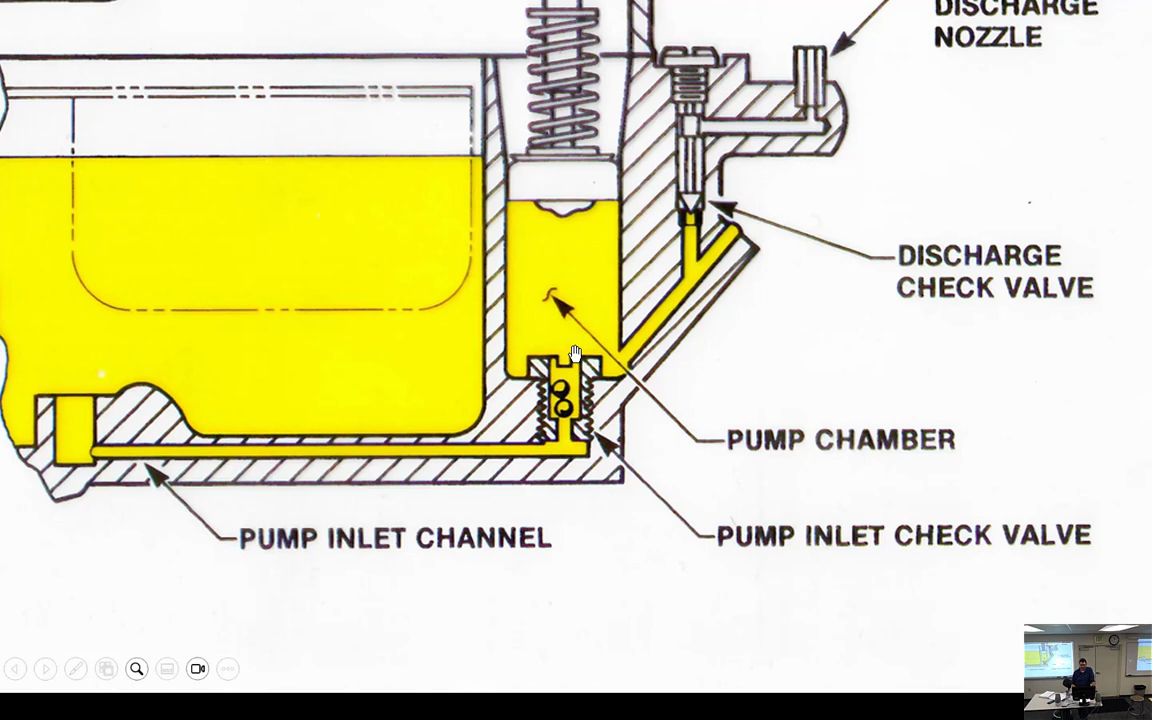 DISCHARGE
NOZZLE
DISCHARGE
CHECK VALVE
PUMP CHAMBER
PUMP INLET CHANNEL
PUMP INLET CHECK VALVE